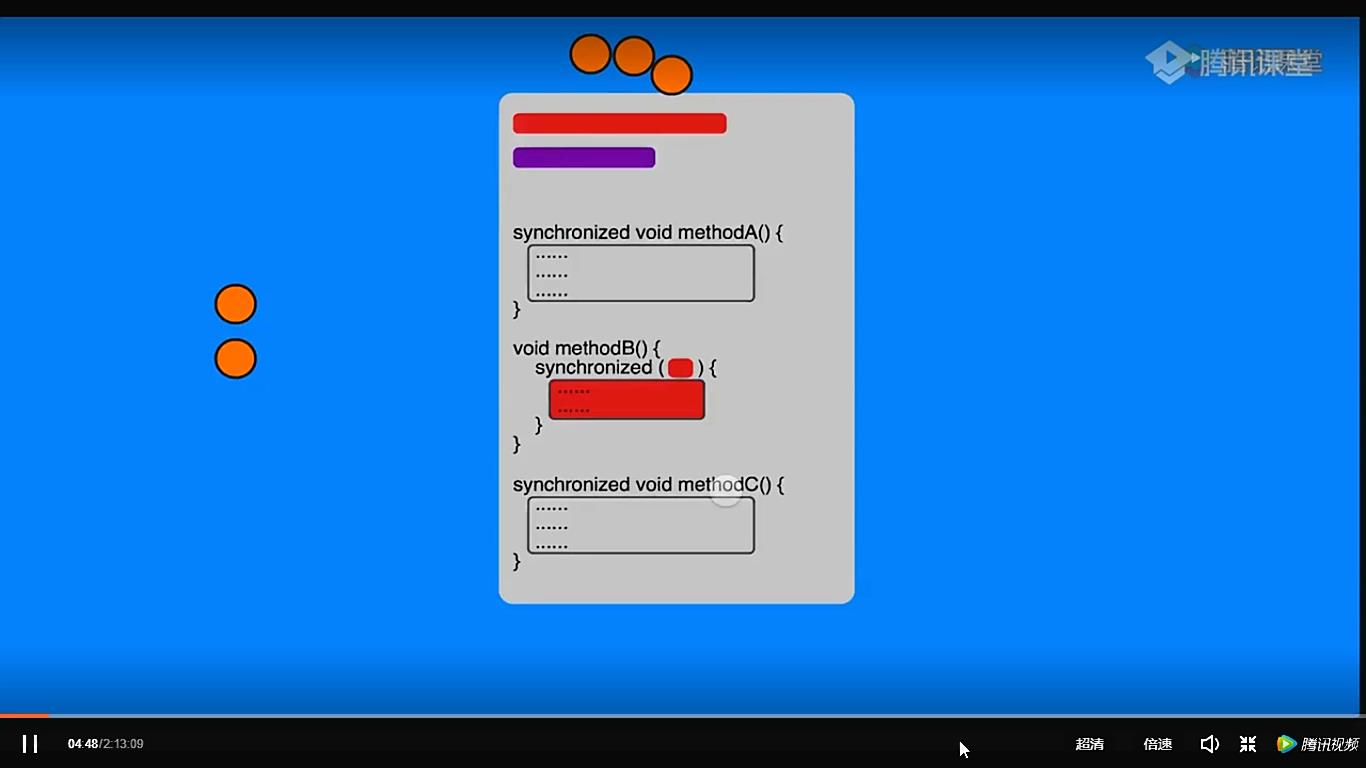 腾讯课堂
synchronized void methodA() {
......
......
......
}
void methodB() {
synchronized ( ) {
......
......
}
}
synchronized void methodC() {
......
......
......
}
04:48/2:13:09
超清
倍速
腾讯视频